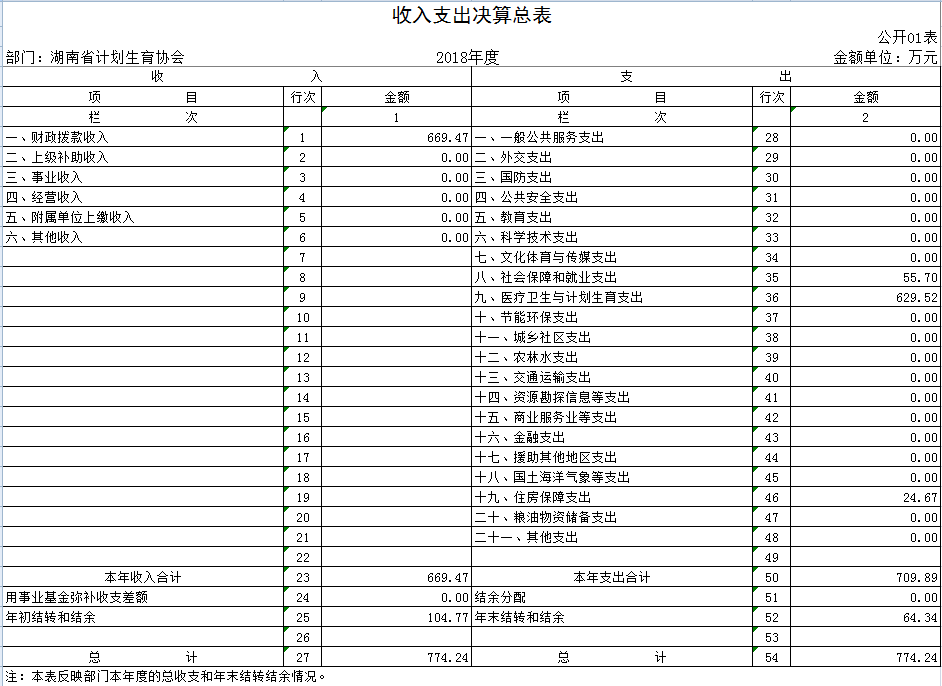 收入支出决算总表
公开01表
部门：湖南省计划生育协会 2018年度 金额单位：万元
收 入 支 出
项 目 行次 金额 项 目 行次 金额
栏 次 1 栏 次 2
一、财政拨款收入 1 669.47 一、一般公共服务支出 28 0.00
二、上级补助收入 2 0.00 二、外交支出 29 0.00
三、事业收入 3 0.00 三、国防支出 30 0.00
四、经营收入 4 0.00 四、公共安全支出 31 0.00
五、附属单位上缴收入 5 0.00 五、教育支出 32 0.00
六、其他收入 6 0.00 六、科学技术支出 33 0.00
7 七、文化体育与传媒支出 34 0.00
8 八、社会保障和就业支出 35 55.70
9 九、医疗卫生与计划生育支出 36 629.52
10 十、节能环保支出 37 0.00
11 十一、城乡社区支出 38 0.00
12 十二、农林水支出 39 0.00
13 十三、交通运输支出 40 0.00
14 十四、资源勘探信息等支出 41 0.00
15 十五、商业服务业等支出 42 0.00
16 十六、金融支出 43 0.00
17 十七、援助其他地区支出 44 0.00
18 十八、国土海洋气象等支出 45 0.00
19 十九、住房保障支出 46 24.67
20 二十、粮油物资储备支出 47 0.00
21 二十一、其他支出 48 0.00
22 49
本年收入合计 23 669.47 本年支出合计 50 709.89
用事业基金弥补收支差额 24 0.00 结余分配 51 0.00
年初结转和结余 25 104.77 年末结转和结余 52 64.34
26 53
总 计 27 774.24 总 计 54 774.24
注：本表反映部门本年度的总收支和年末结转结余情况。